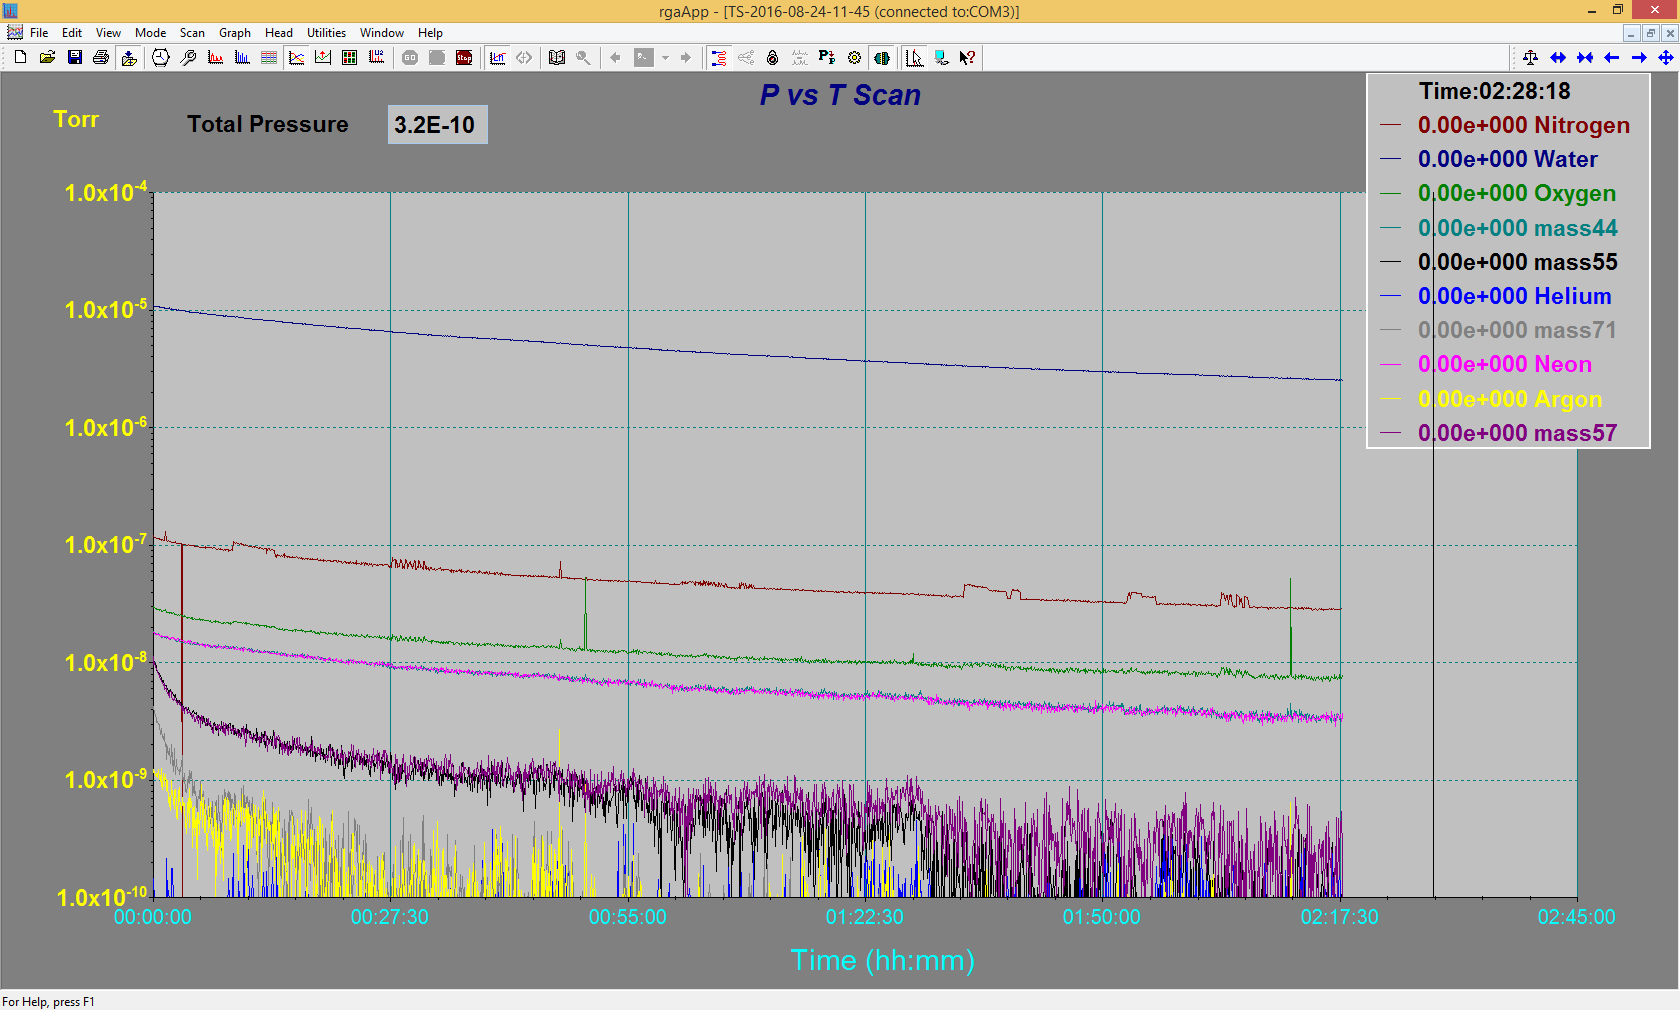 rgaApp - [TS-2016-08-24-11-45 (connected to:COM3)]
File Edit View Mode Scan Graph Head Utilities Window Help
GO Stop
P vs T Scan
Torr
Total Pressure 3.2E-10
Time:02:28:18
0.00e+000 Nitrogen
0.00e+000 Water
0.00e+000 Oxygen
0.00e+000 mass44
0.00e+000 mass55
0.00e+000 Helium
0.00e+000 mass71
0.00e+000 Neon
0.00e+000 Argon
0.00e+000 mass57
1.0x10-4
1.0x10-5
1.0x10-6
1.0x10-7
1.0x10-8
1.0x10-9
1.0x10-10
00:00:00 00:27:30 00:55:00 01:22:30 01:50:00 02:17:30 02:45:00
Time (hh:mm)
For Help, press F1